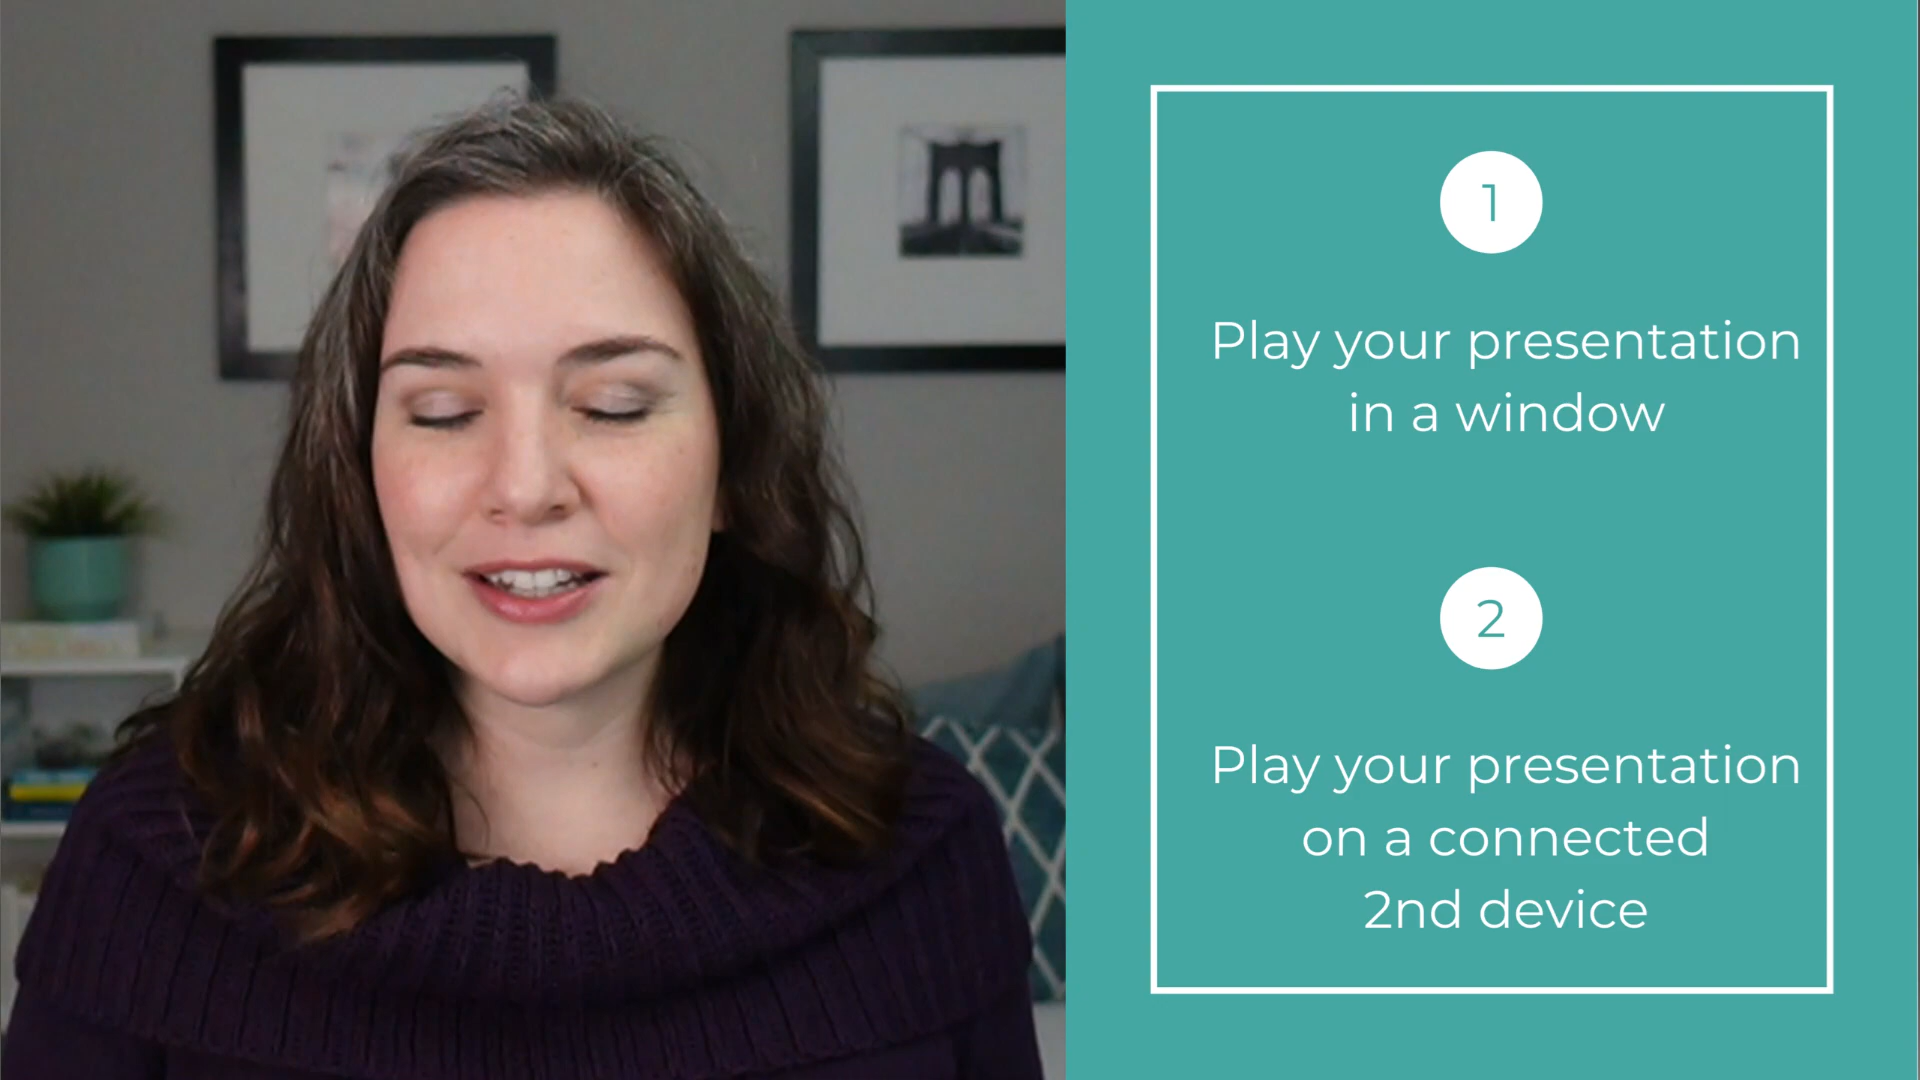 1
Play your presentation
in a window
2
Play your presentation
on a connected
2nd device